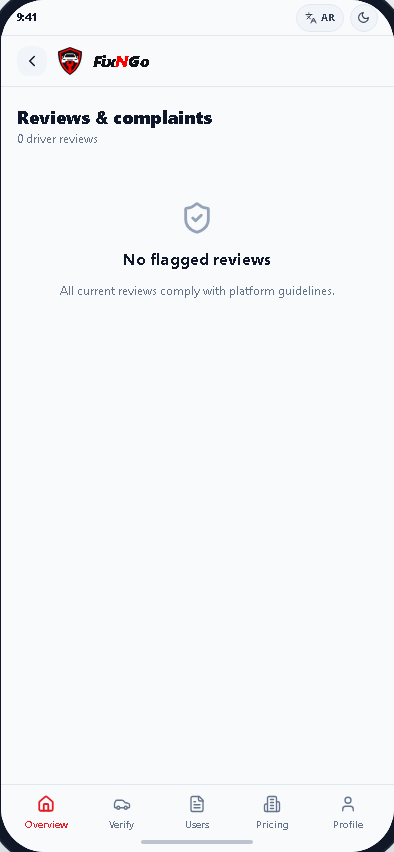 9:41
AR
FixNGo
Reviews & complaints
0 driver reviews
No flagged reviews
All current reviews comply with platform guidelines.
Overview
Verify
Users
Pricing
Profile